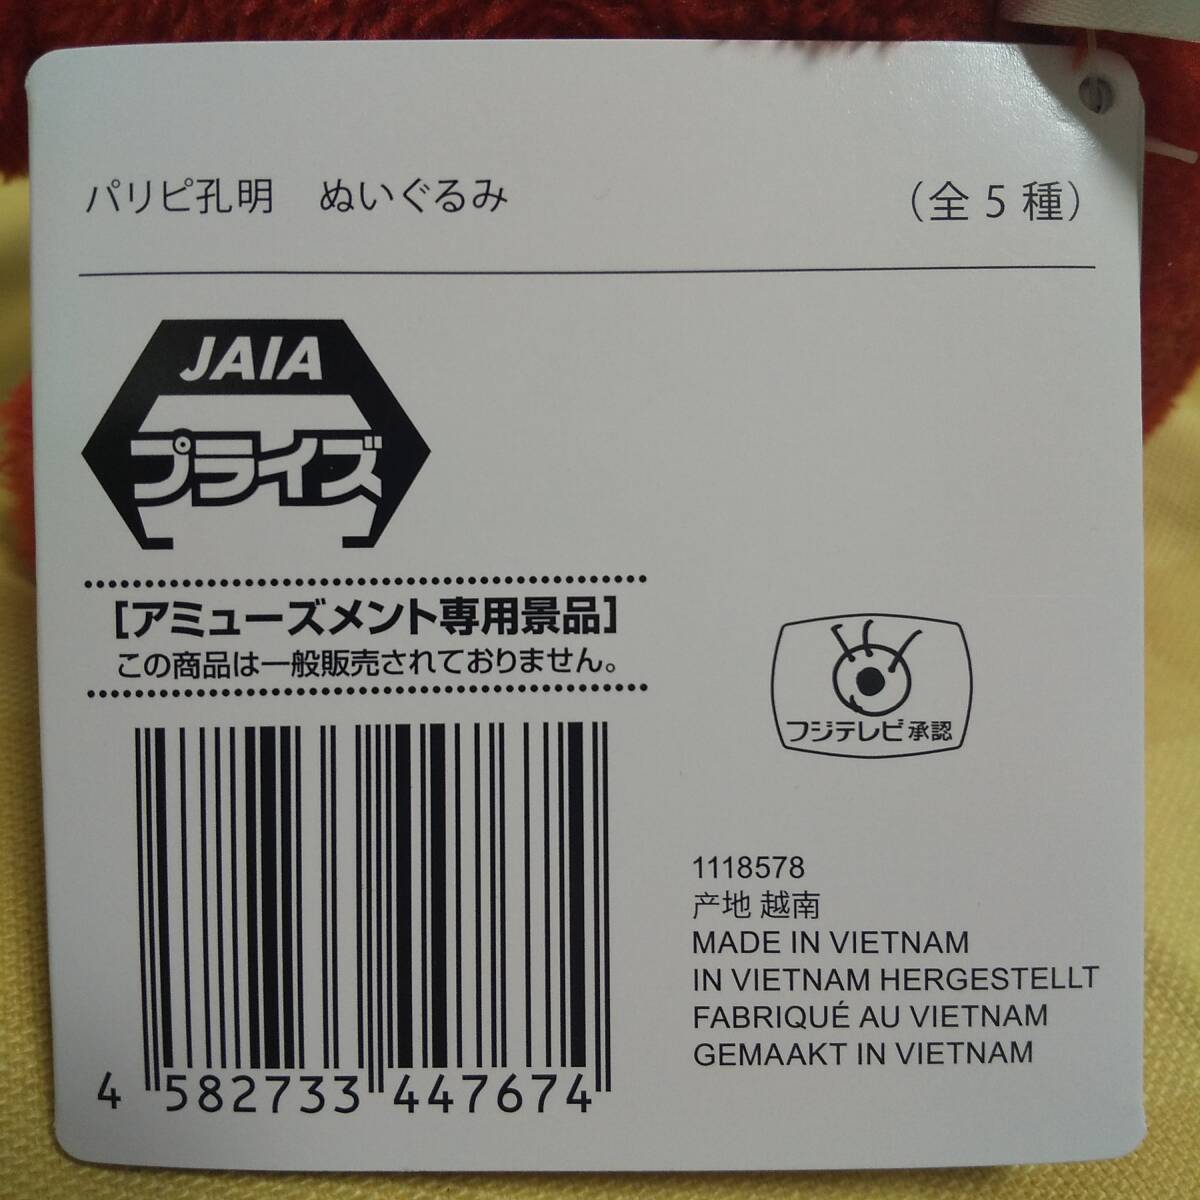 パリピ孔明　ぬいぐるみ　（全 5 種）
JAIA
プライズ
[アミューズメント専用景品]
この商品は一般販売されておりません。
フジテレビ承認
1118578
产地 越南
MADE IN VIETNAM
IN VIETNAM HERGESTELLT
FABRIQUÉ AU VIETNAM
GEMAAKT IN VIETNAM
4 582733 447674